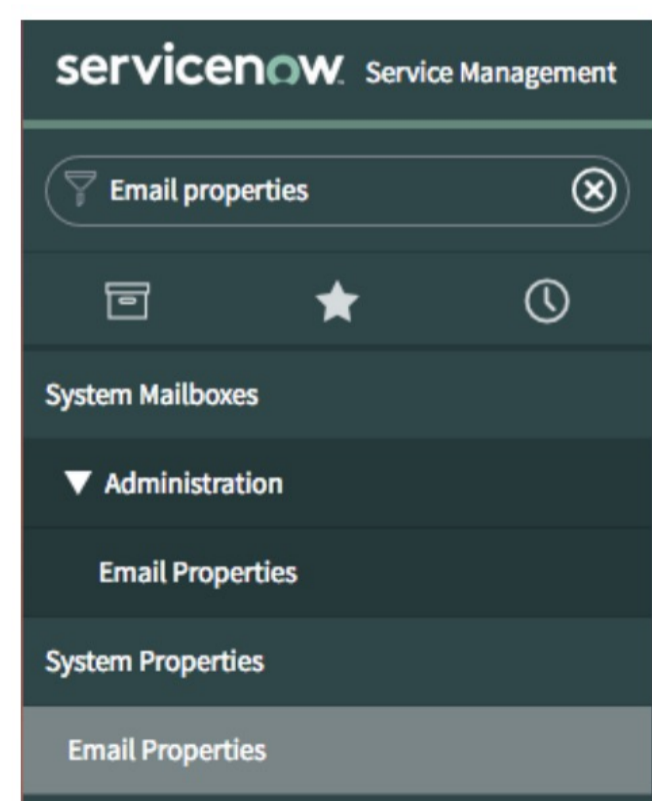 servicenow. Service Management
Email properties
System Mailboxes
Administration
Email Properties
System Properties
Email Properties